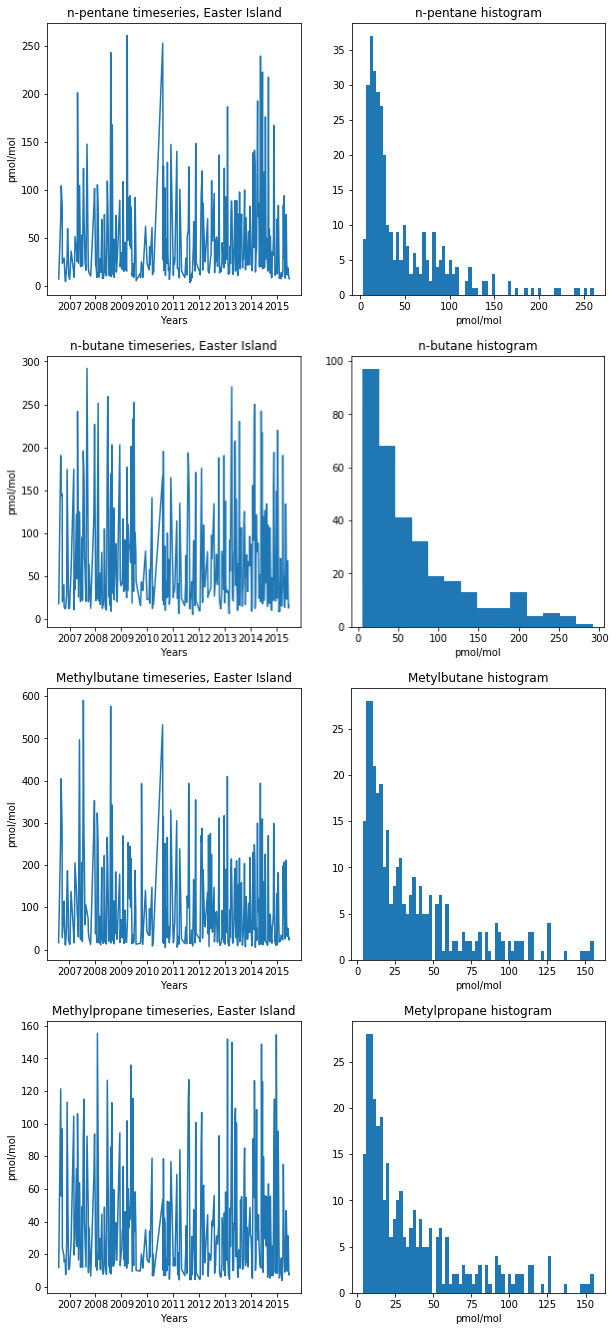 n-pentane timeseries, Easter Island
pmol/mol
250
200
150
100
50
0
2007 2008 2009 2010 2011 2012 2013 2014 2015
Years
n-pentane histogram
35
30
25
20
15
10
5
0
0 50 100 150 200 250
pmol/mol
n-butane timeseries, Easter Island
pmol/mol
300
250
200
150
100
50
0
2007 2008 2009 2010 2011 2012 2013 2014 2015
Years
n-butane histogram
100
80
60
40
20
0
0 50 100 150 200 250 300
pmol/mol
Methylbutane timeseries, Easter Island
pmol/mol
600
500
400
300
200
100
0
2007 2008 2009 2010 2011 2012 2013 2014 2015
Years
Metylbutane histogram
25
20
15
10
5
0
0 25 50 75 100 125 150
pmol/mol
Methylpropane timeseries, Easter Island
pmol/mol
160
140
120
100
80
60
40
20
0
2007 2008 2009 2010 2011 2012 2013 2014 2015
Years
Metylpropane histogram
25
20
15
10
5
0
0 25 50 75 100 125 150
pmol/mol